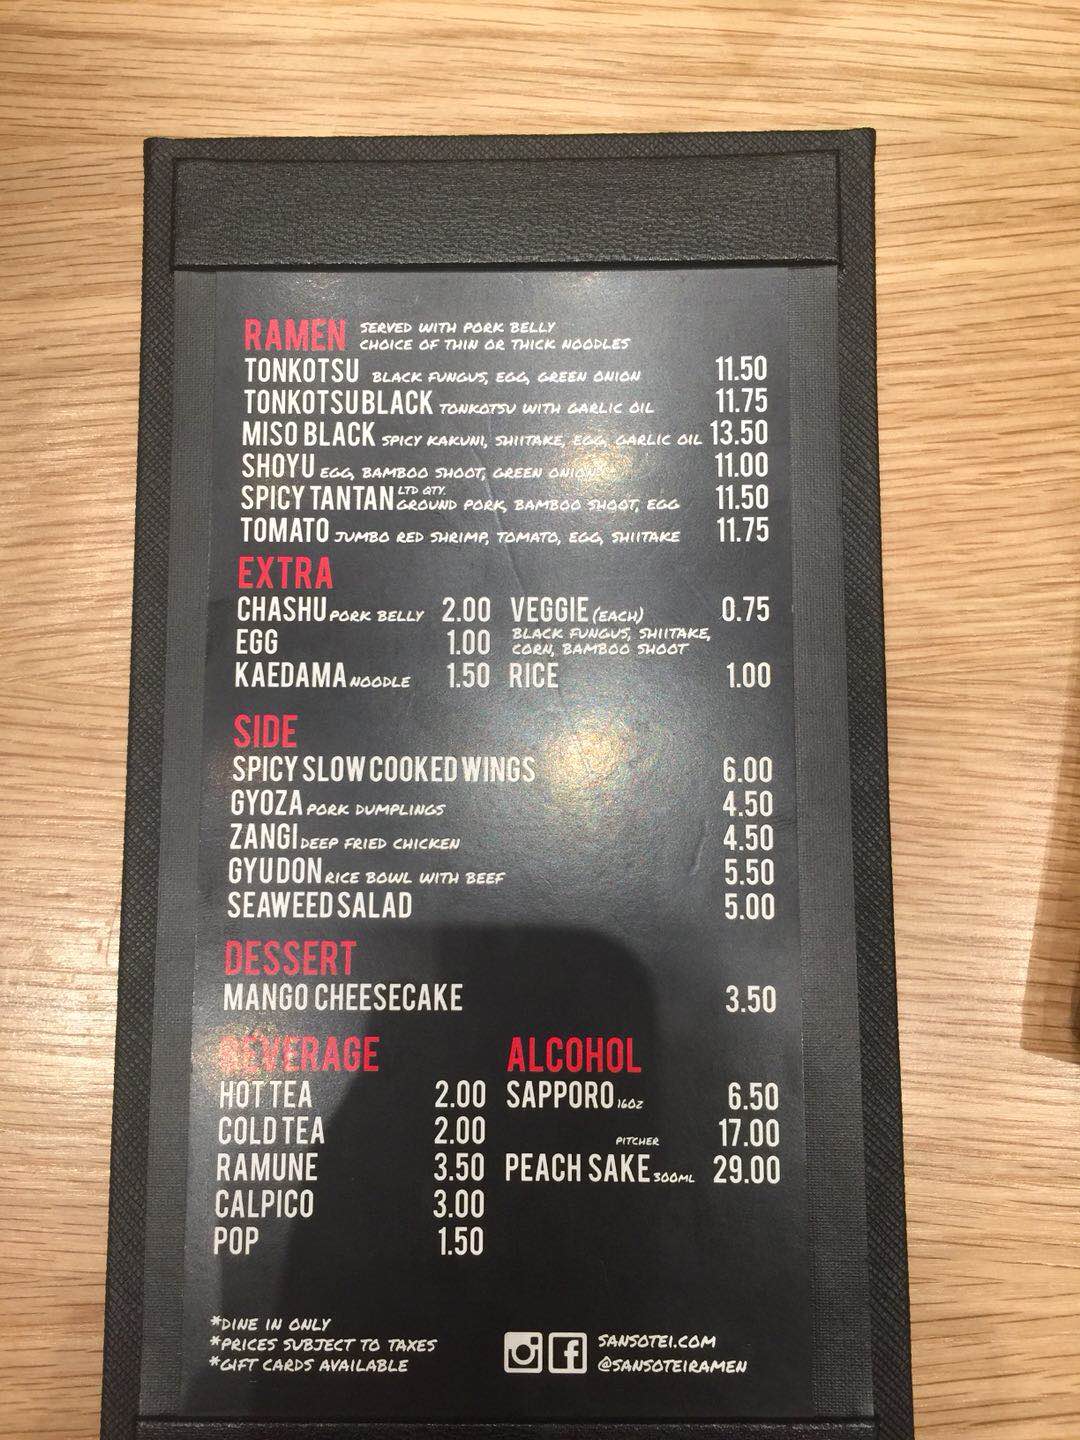 RAMEN SERVED WITH PORK BELLY
CHOICE OF THIN OR THICK NOODLES
TONKOTSU BLACK FUNGUS, EGG, GREEN ONION 11.50
TONKOTSU BLACK TONKOTSU WITH GARLIC OIL 11.75
MISO BLACK SPICY KAKUNI, SHIITAKE, EGG, GARLIC OIL 13.50
SHOYU EGG, BAMBOO SHOOT, GREEN ONION 11.00
SPICY TANTAN LTD QTY. GROUND PORK, BAMBOO SHOOT, EGG 11.50
TOMATO JUMBO RED SHRIMP, TOMATO, EGG, SHIITAKE 11.75
EXTRA
CHASHU PORK BELLY 2.00 VEGGIE (EACH) 0.75
EGG 1.00 BLACK FUNGUS, SHIITAKE,
CORN, BAMBOO SHOOT
KAEDAMA NOODLE 1.50 RICE 1.00
SIDE
SPICY SLOW COOKED WINGS 6.00
GYOZA PORK DUMPLINGS 4.50
ZANGI DEEP FRIED CHICKEN 4.50
GYUDON RICE BOWL WITH BEEF 5.50
SEAWEED SALAD 5.00
DESSERT
MANGO CHEESECAKE 3.50
BEVERAGE ALCOHOL
HOT TEA 2.00 SAPPORO 16OZ 6.50
COLD TEA 2.00 PITCHER 17.00
RAMUNE 3.50 PEACH SAKE 300ML 29.00
CALPICO 3.00
POP 1.50
*DINE IN ONLY
*PRICES SUBJECT TO TAXES SANSOTEI.COM
*GIFT CARDS AVAILABLE @SANSOTEIRAMEN